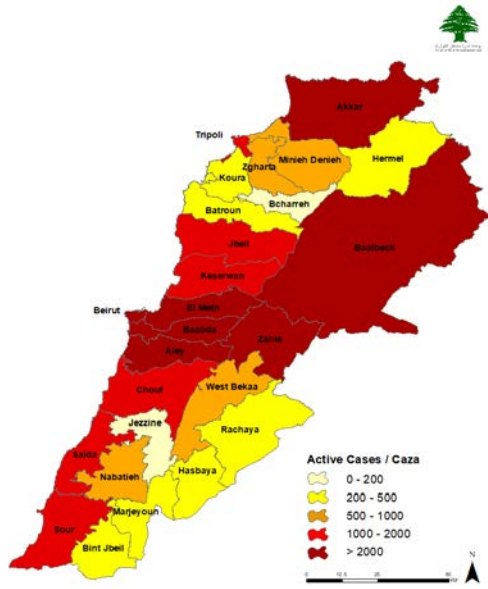 Akkar
Tripoli
Zgharta
Minieh Denieh
Hermel
Koura
Bcharreh
Batroun
Baalbeck
Jbeil
Keserwan
Beirut
El Metn
Baabda
Zahle
Aley
Chouf
West Bekaa
Jezzine
Rachaya
Saida
Nabatieh
Hasbaya
Marjeyoun
Sour
Bint Jbeil
Active Cases / Caza
0 - 200
200 - 500
500 - 1000
1000 - 2000
> 2000
N